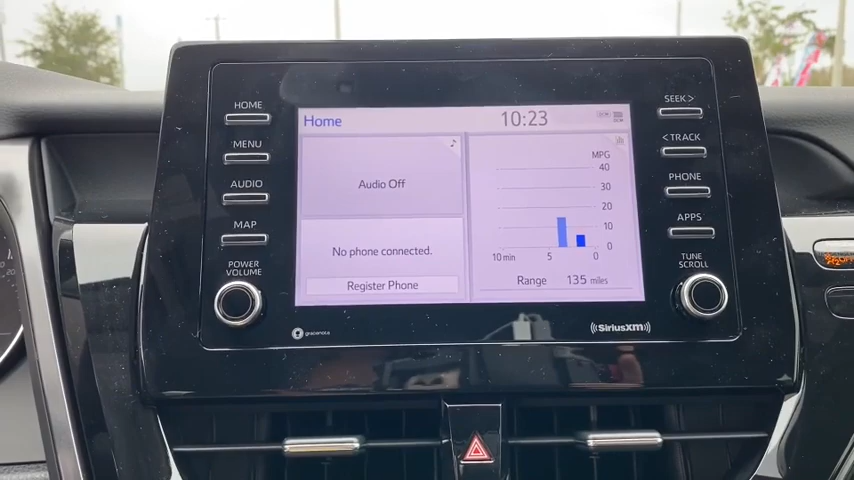 HOME
MENU
AUDIO
MAP
POWER
VOLUME
Home
10:23
DCM
Audio Off
No phone connected.
Register Phone
MPG
40
30
20
10
0
10 min
5
0
Range 135 miles
SEEK >
< TRACK
PHONE
APPS
TUNE
SCROLL
gracenote
((SiriusXM))